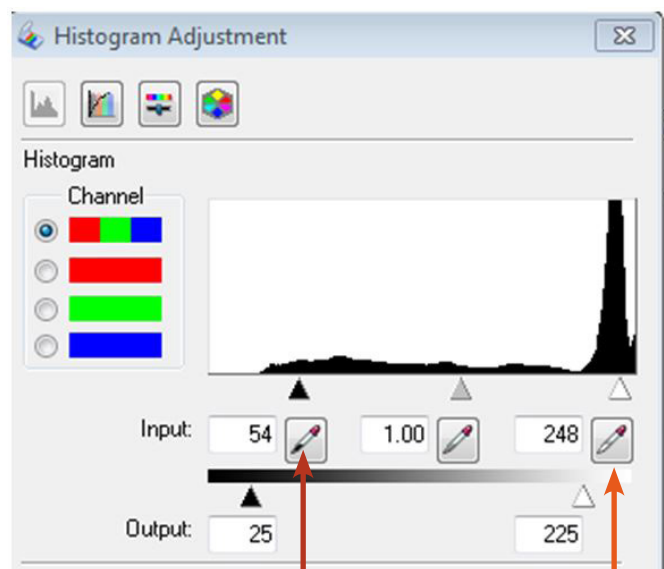 Histogram Adjustment
Histogram
Channel
Input: 54 1.00 248
Output: 25 225